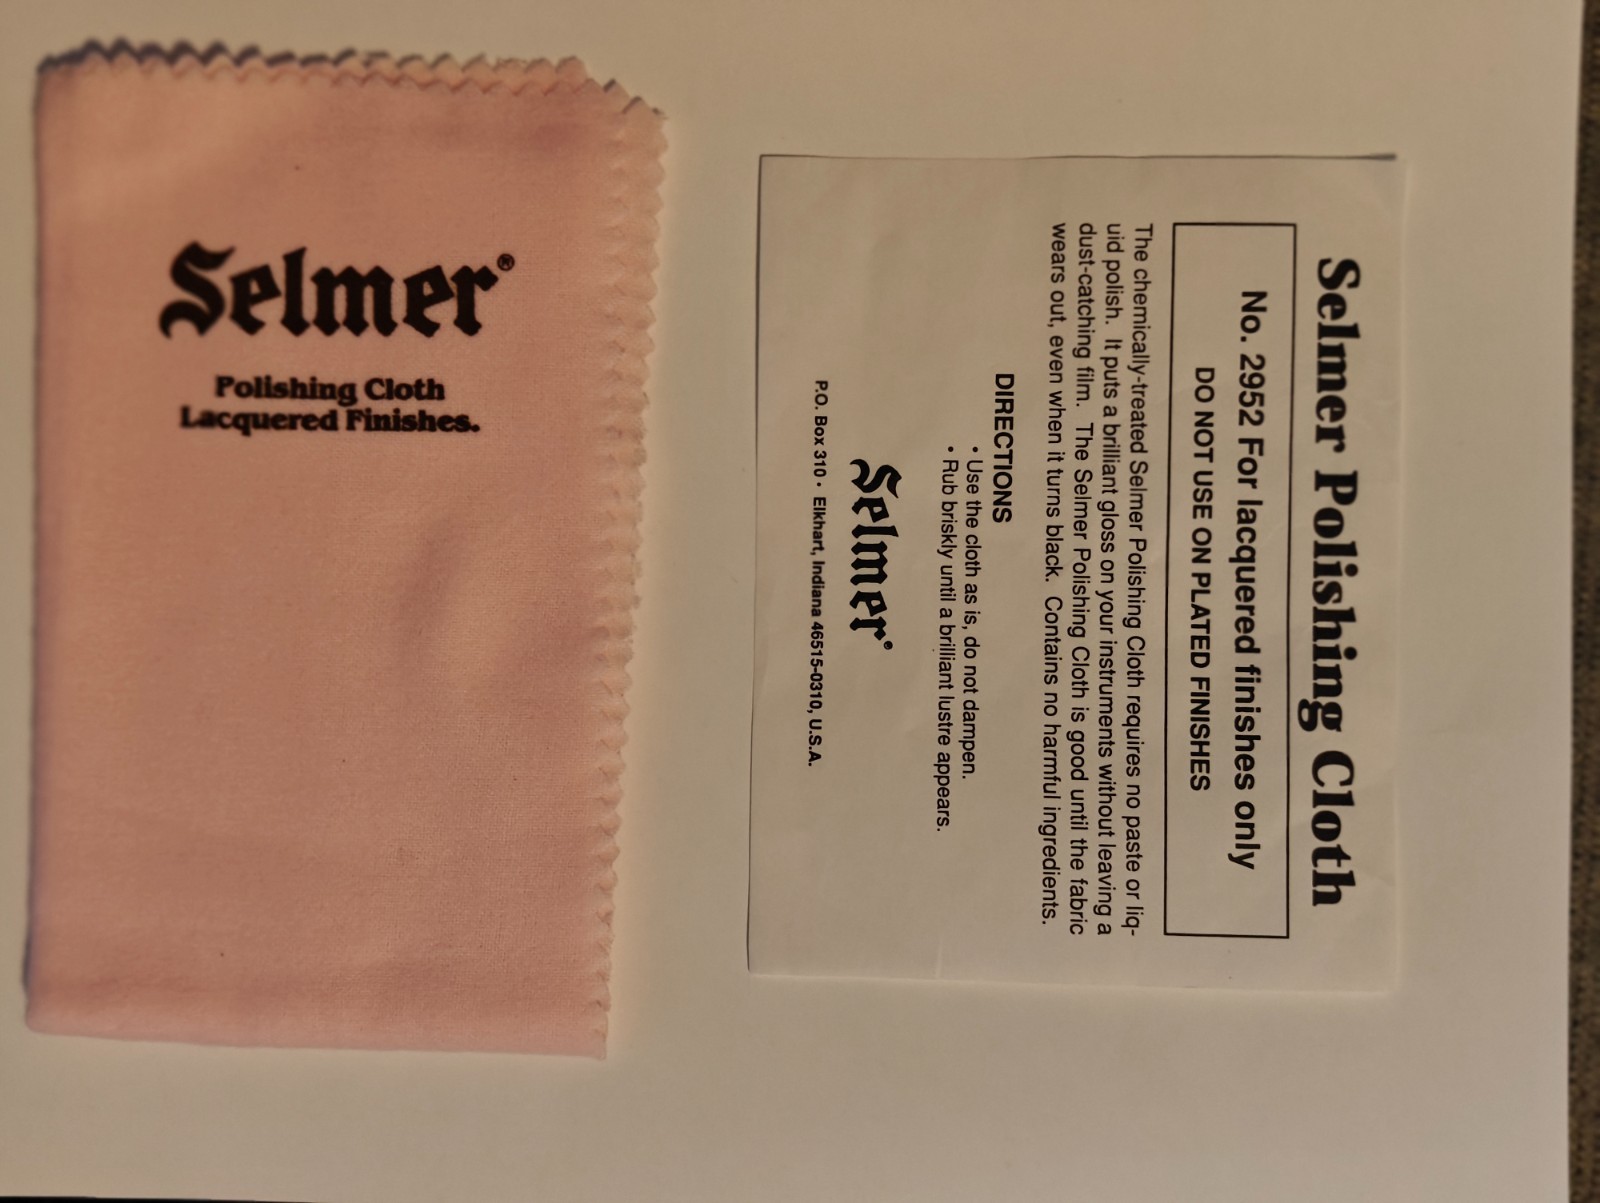 Selmer®
Polishing Cloth
Lacquered Finishes.
Selmer Polishing Cloth
No. 2952 For lacquered finishes only
DO NOT USE ON PLATED FINISHES
The chemically-treated Selmer Polishing Cloth requires no paste or liq-
uid polish. It puts a brilliant gloss on your instruments without leaving a
dust-catching film. The Selmer Polishing Cloth is good until the fabric
wears out, even when it turns black. Contains no harmful ingredients.
DIRECTIONS
• Use the cloth as is, do not dampen.
• Rub briskly until a brilliant lustre appears.
Selmer®
P.O. Box 310 • Elkhart, Indiana 46515-0310, U.S.A.